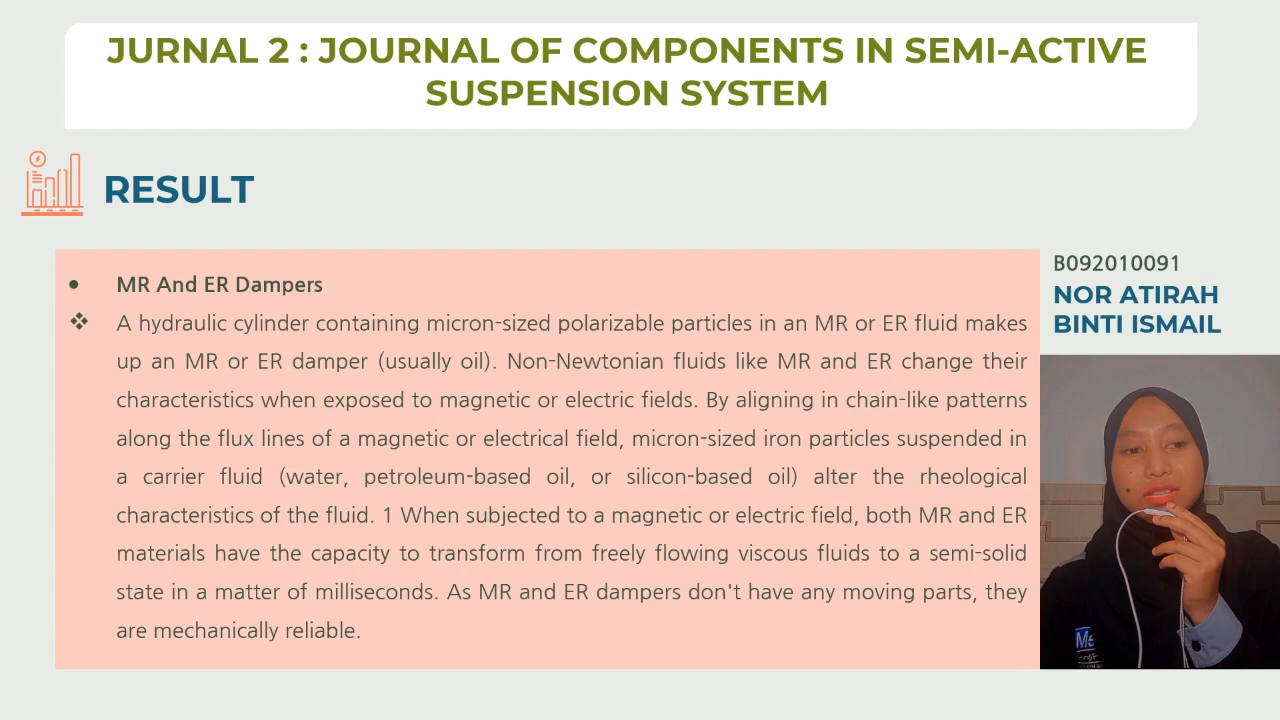 JURNAL 2 : JOURNAL OF COMPONENTS IN SEMI-ACTIVE
SUSPENSION SYSTEM
RESULT
• MR And ER Dampers
❖ A hydraulic cylinder containing micron-sized polarizable particles in an MR or ER fluid makes
up an MR or ER damper (usually oil). Non-Newtonian fluids like MR and ER change their
characteristics when exposed to magnetic or electric fields. By aligning in chain-like patterns
along the flux lines of a magnetic or electrical field, micron-sized iron particles suspended in
a carrier fluid (water, petroleum-based oil, or silicon-based oil) alter the rheological
characteristics of the fluid. 1 When subjected to a magnetic or electric field, both MR and ER
materials have the capacity to transform from freely flowing viscous fluids to a semi-solid
state in a matter of milliseconds. As MR and ER dampers don't have any moving parts, they
are mechanically reliable.
B092010091
NOR ATIRAH
BINTI ISMAIL